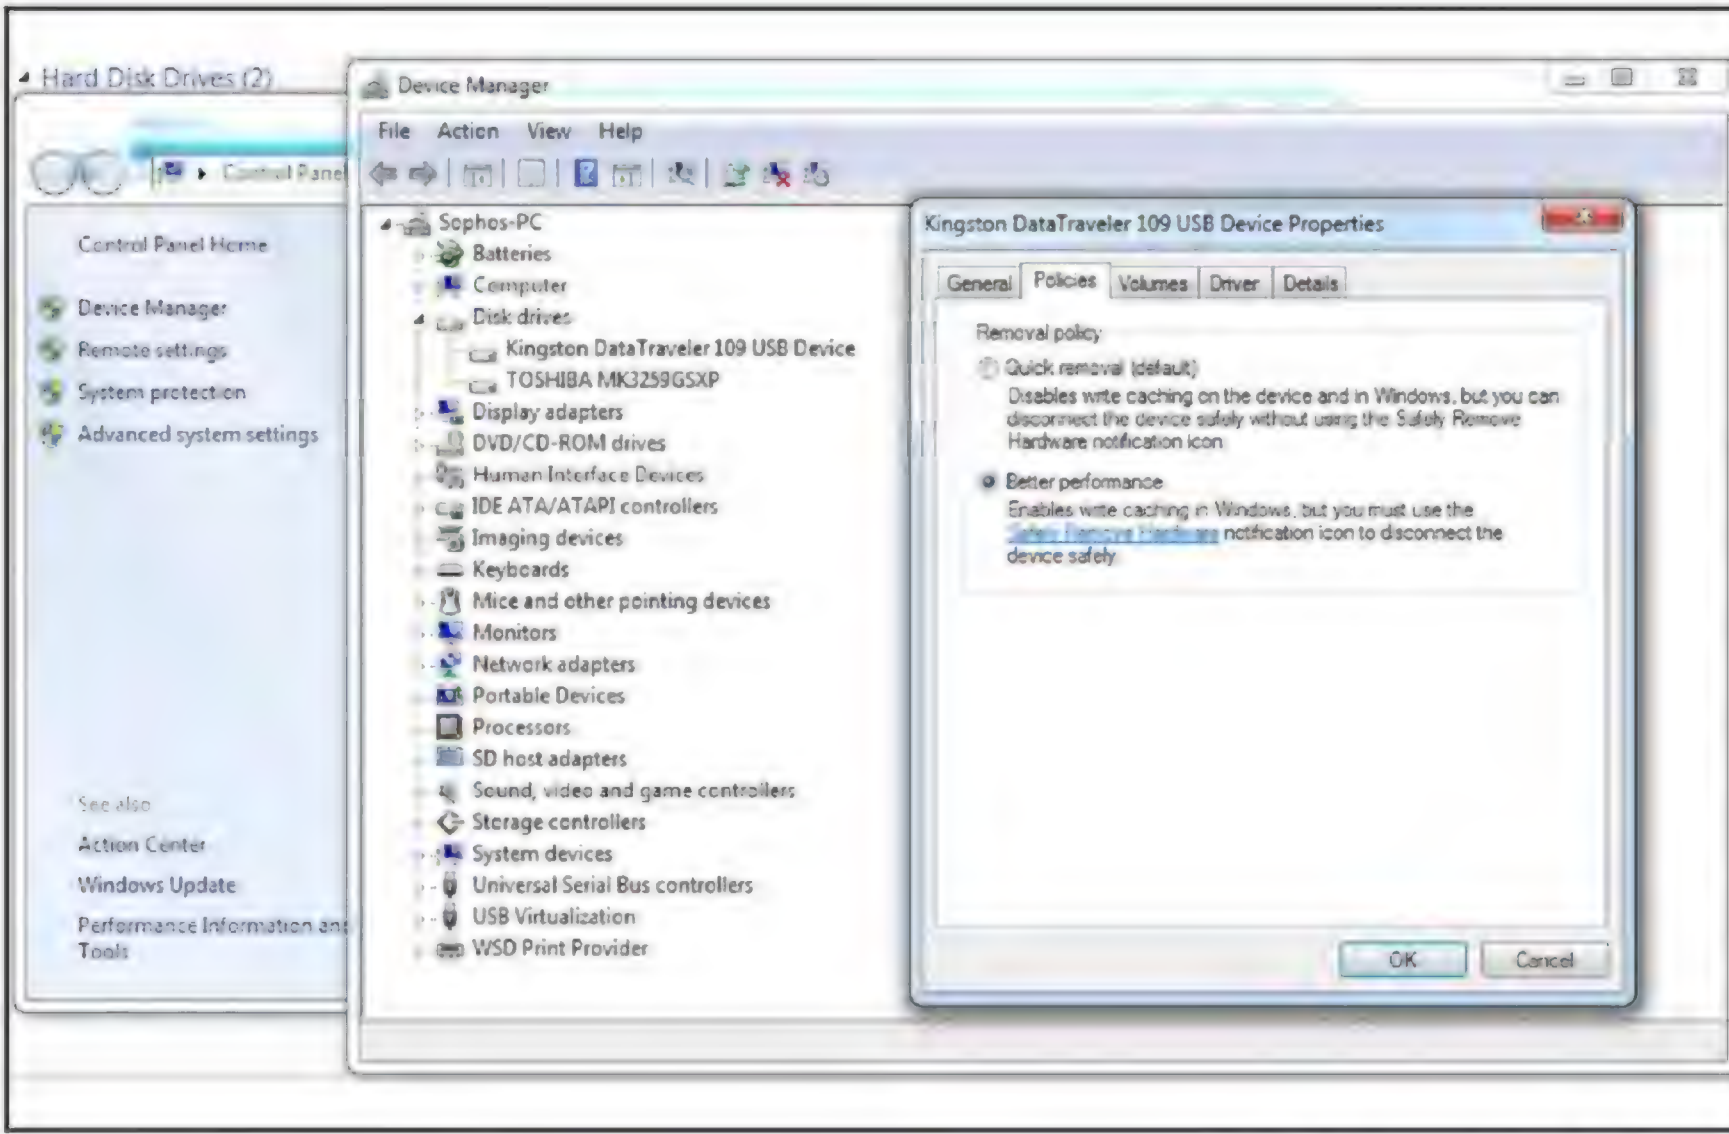 Hard Disk Drives (2)
Control Panel
Control Panel Home
Device Manager
Remote settings
System protection
Advanced system settings
See also
Action Center
Windows Update
Performance Information and
Tools
Device Manager
File Action View Help
Sophos-PC
Batteries
Computer
Disk drives
Kingston DataTraveler 109 USB Device
TOSHIBA MK3259GSXP
Display adapters
DVD/CD-ROM drives
Human Interface Devices
IDE ATA/ATAPI controllers
Imaging devices
Keyboards
Mice and other pointing devices
Monitors
Network adapters
Portable Devices
Processors
SD host adapters
Sound, video and game controllers
Storage controllers
System devices
Universal Serial Bus controllers
USB Virtualization
WSD Print Provider
Kingston DataTraveler 109 USB Device Properties
General Policies Volumes Driver Details
Removal policy
Quick removal (default)
Disables write caching on the device and in Windows, but you can
disconnect the device safely without using the Safely Remove
Hardware notification icon
Better performance
Enables write caching in Windows, but you must use the
Safely Remove Hardware notification icon to disconnect the
device safely
OK Cancel